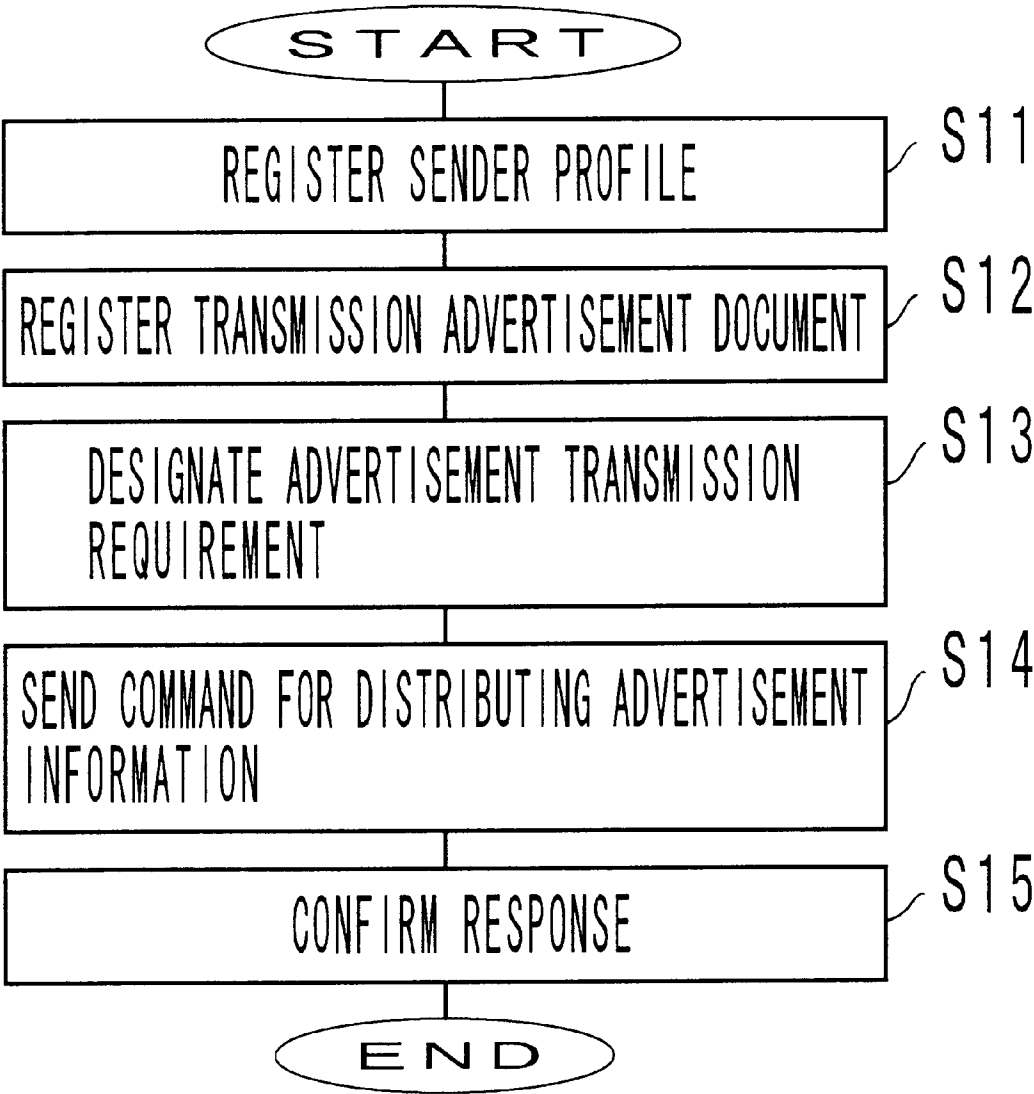 START
REGISTER SENDER PROFILE
S11
REGISTER TRANSMISSION ADVERTISEMENT DOCUMENT
S12
DESIGNATE ADVERTISEMENT TRANSMISSION
REQUIREMENT
S13
SEND COMMAND FOR DISTRIBUTING ADVERTISEMENT
INFORMATION
S14
CONFIRM RESPONSE
S15
END